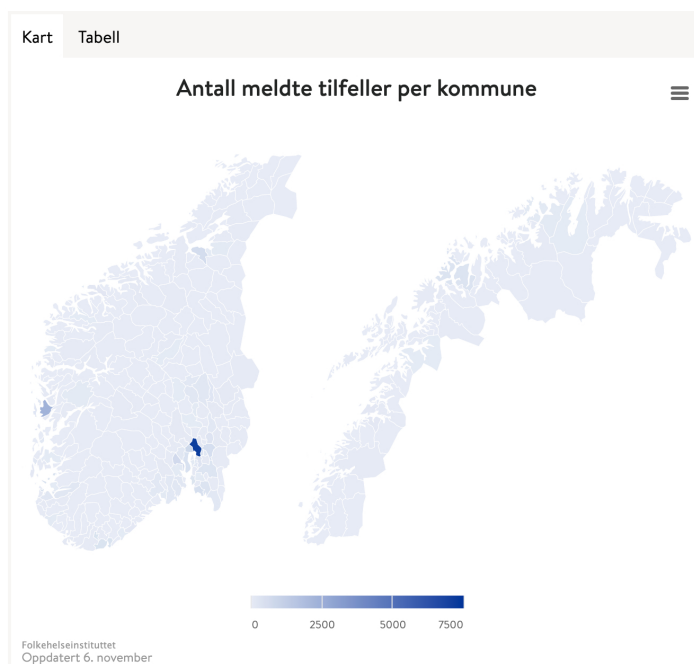 Kart Tabell
Antall meldte tilfeller per kommune
0 2500 5000 7500
Folkehelseinstituttet
Oppdatert 6. november